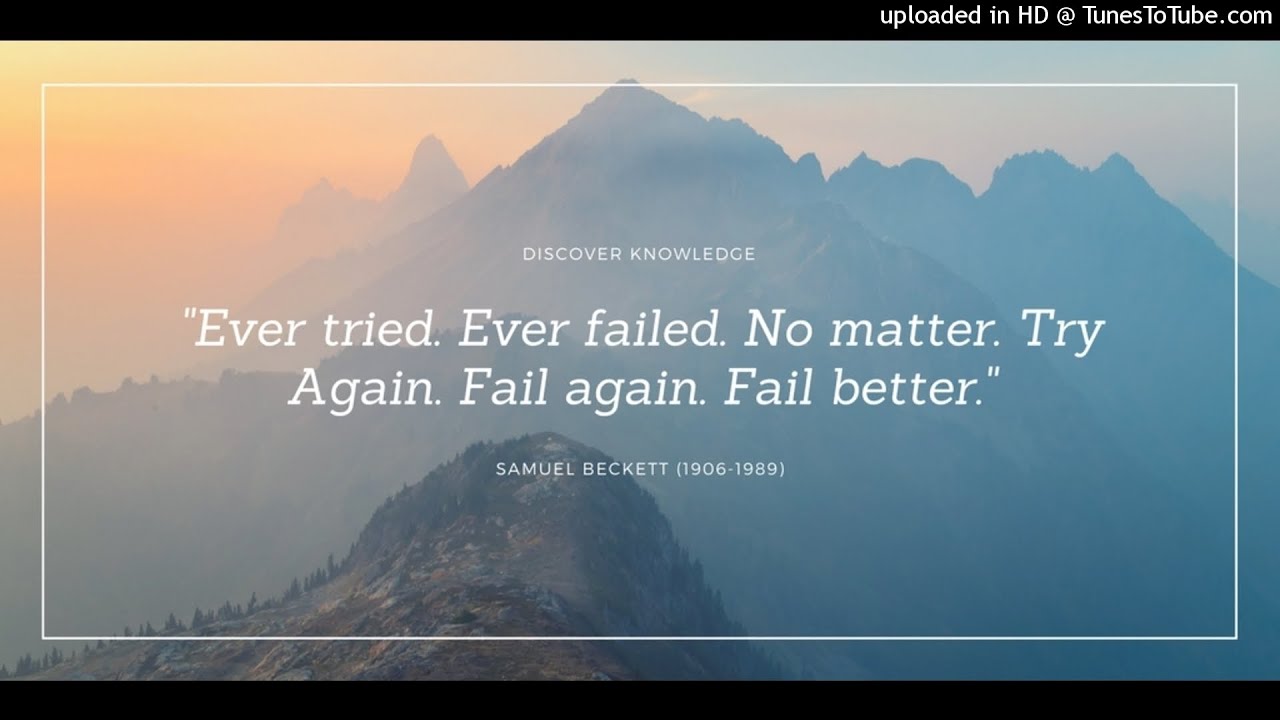 uploaded in HD @ TunesToTube.com
DISCOVER KNOWLEDGE
"Ever tried. Ever failed. No matter. Try
Again. Fail again. Fail better."
SAMUEL BECKETT (1906-1989)